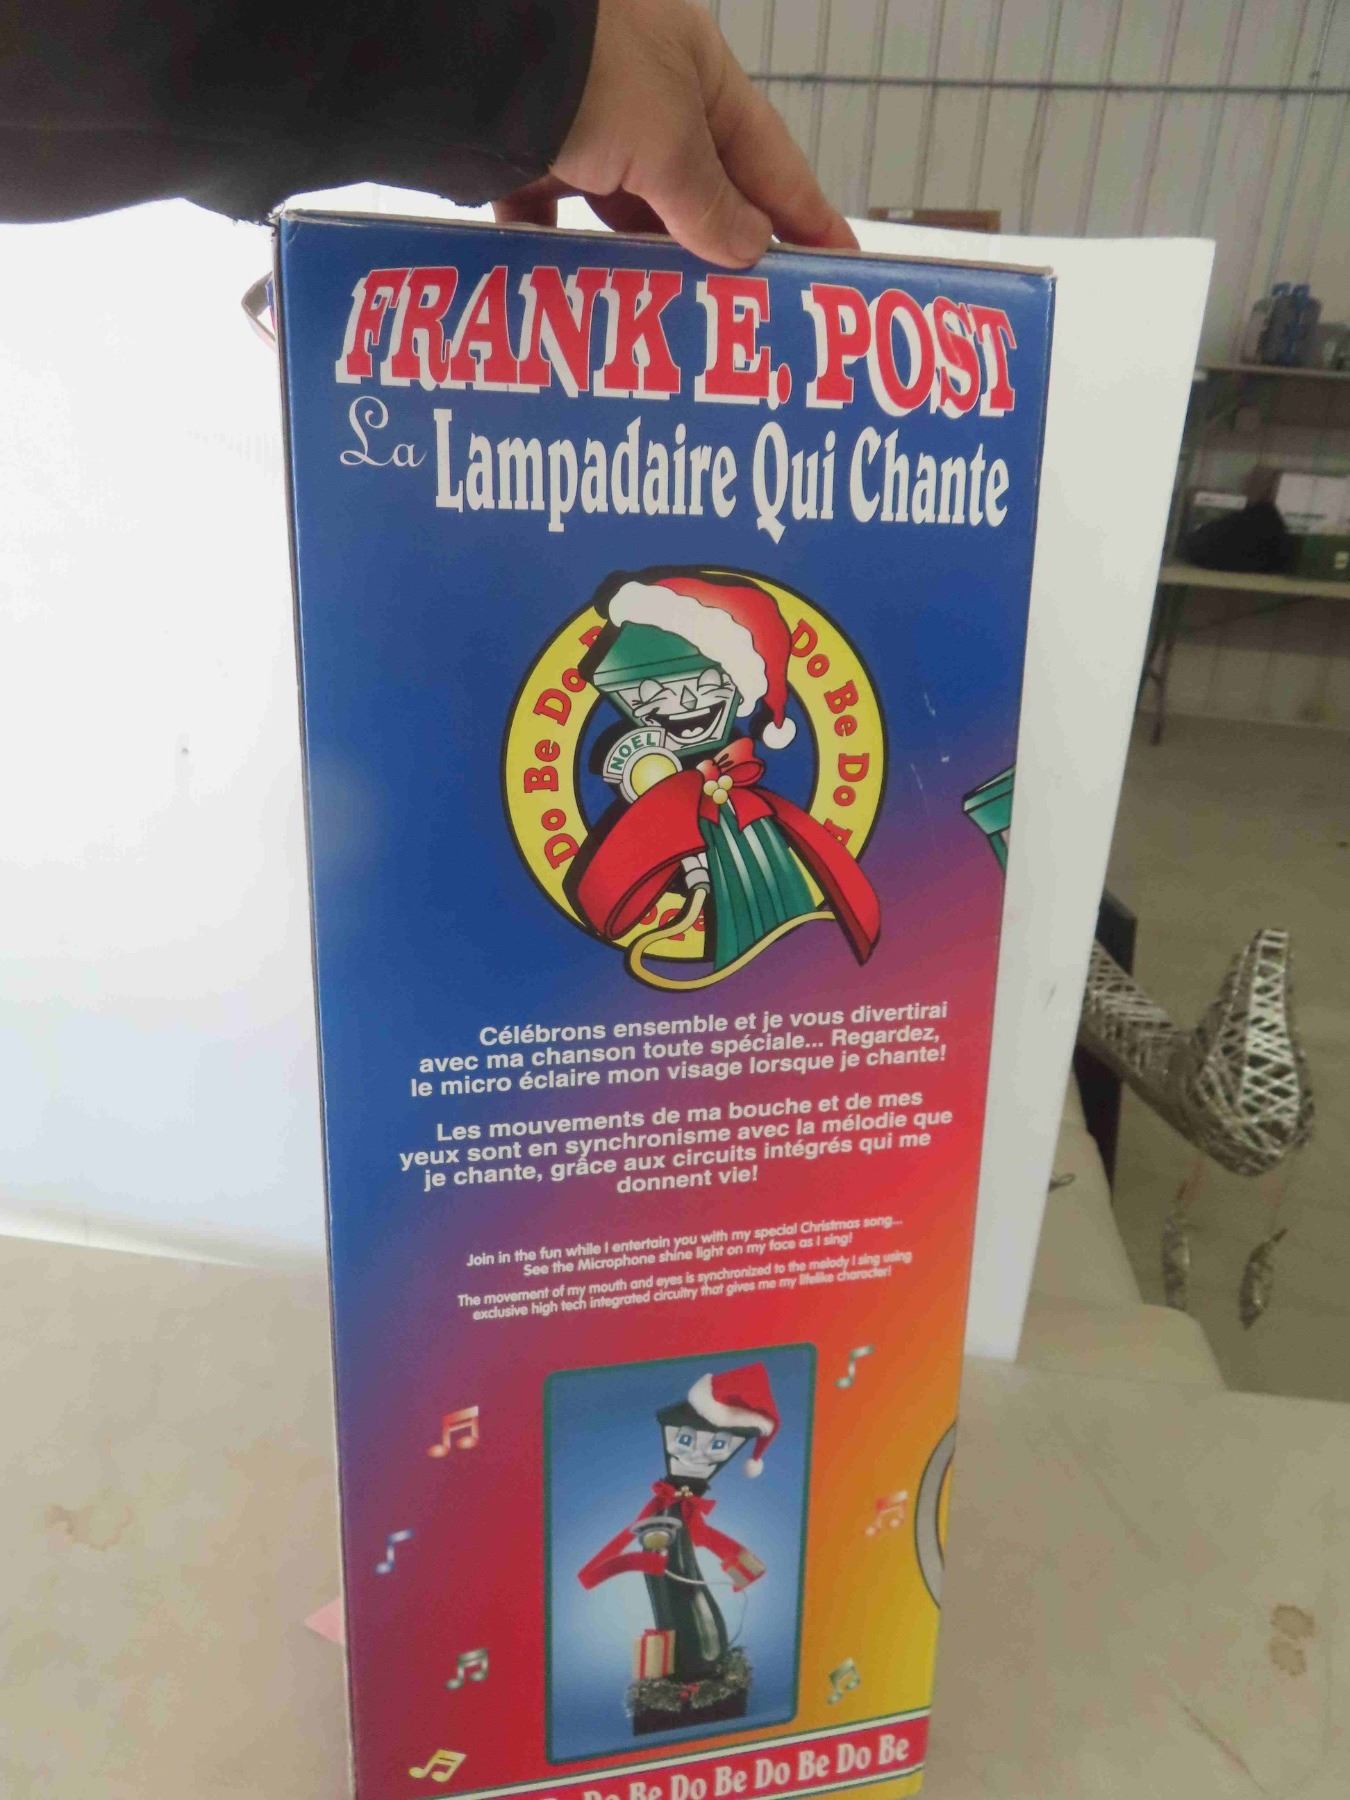 FRANK E. POST
La Lampadaire Qui Chante
Do Be Do
Do Be Do
NOEL
Célébrons ensemble et je vous divertirai
avec ma chanson toute spéciale... Regardez,
le micro éclaire mon visage lorsque je chante!
Les mouvements de ma bouche et de mes
yeux sont en synchronisme avec la mélodie que
je chante, grâce aux circuits intégrés qui me
donnent vie!
Join in the fun while I entertain you with my special Christmas song...
See the Microphone shine light on my face as I sing!
The movement of my mouth and eyes is synchronized to the melody I sing using
exclusive high tech integrated circuitry that gives me my lifelike character!
Do Be Do Be Do Be Do Be